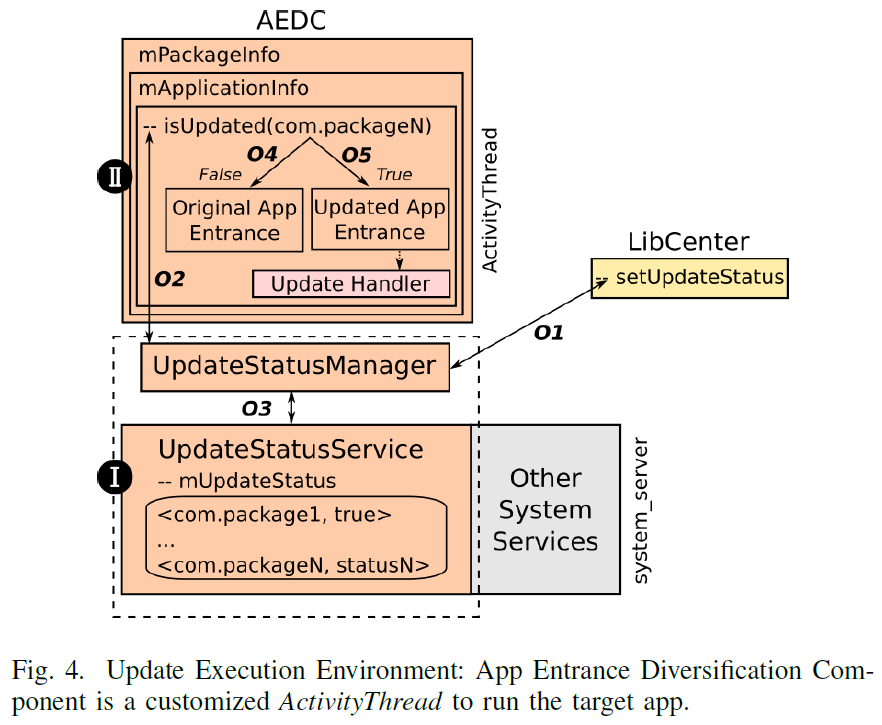 AEDC
mPackageInfo
mApplicationInfo
-- isUpdated(com.packageN)
O4
O5
False
True
Original App
Entrance
Updated App
Entrance
Update Handler
II
ActivityThread
O2
LibCenter
-- setUpdateStatus
O1
UpdateStatusManager
O3
I
UpdateStatusService
-- mUpdateStatus
<com.package1, true>
...
<com.packageN, statusN>
Other
System
Services
system_server
Fig. 4. Update Execution Environment: App Entrance Diversification Com-
ponent is a customized ActivityThread to run the target app.